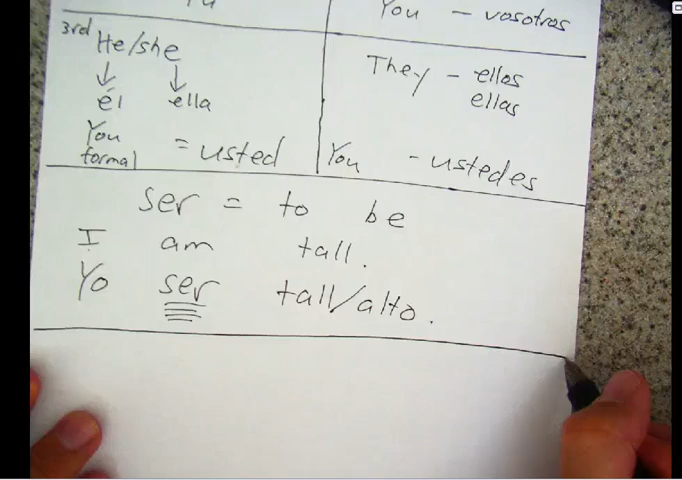 You - vosotros
3rd He/she
They - ellos
ellas
él ella
You
formal = usted
You - ustedes
ser = to be
I am tall.
Yo ser tall/alto.